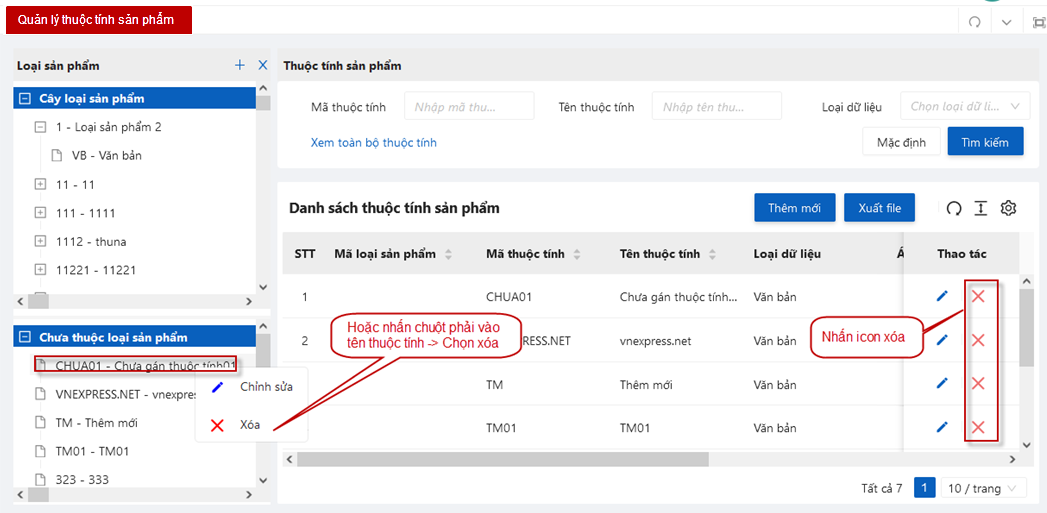 Quản lý thuộc tính sản phẩm
Loại sản phẩm
Cây loại sản phẩm
1 - Loại sản phẩm 2
VB - Văn bản
11 - 11
111 - 1111
1112 - thuna
11221 - 11221
Chưa thuộc loại sản phẩm
CHUA01 - Chưa gán thuộc tính01
VNEXPRESS.NET - vnexpres
TM - Thêm mới
TM01 - TM01
323 - 333
Chỉnh sửa
Xóa
Thuộc tính sản phẩm
Mã thuộc tính Nhập mã thu... Tên thuộc tính Nhập tên thu... Loại dữ liệu Chọn loại dữ li...
Xem toàn bộ thuộc tính Mặc định Tìm kiếm
Danh sách thuộc tính sản phẩm Thêm mới Xuất file
STT Mã loại sản phẩm Mã thuộc tính Tên thuộc tính Loại dữ liệu Á Thao tác
1 CHUA01 Chưa gán thuộc tính... Văn bản
2 RESS.NET vnexpress.net Văn bản
TM Thêm mới Văn bản
TM01 TM01 Văn bản
Hoặc nhấn chuột phải vào
tên thuộc tính -> Chọn xóa
Nhấn icon xóa
Tất cả 7 1 10 / trang